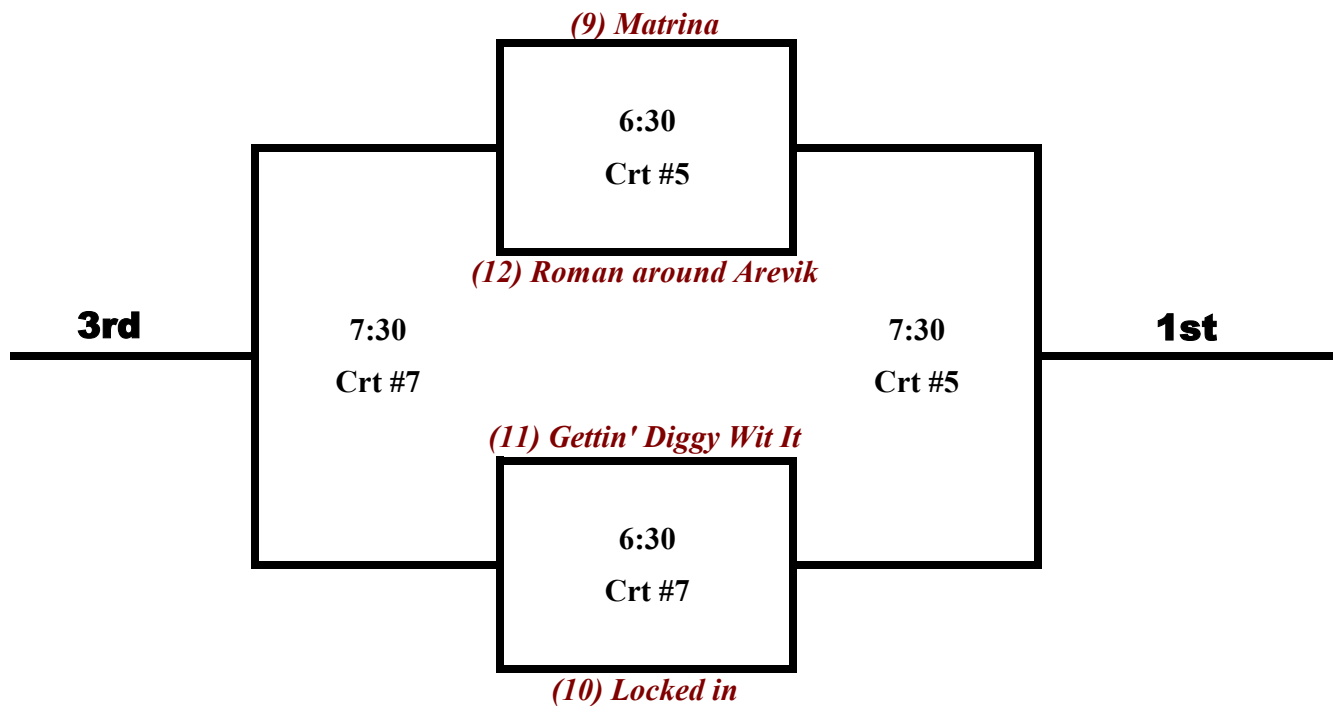 (9) Matrina
6:30
Crt #5
(12) Roman around Arevik
3rd
7:30
Crt #7
7:30
Crt #5
1st
(11) Gettin' Diggy Wit It
6:30
Crt #7
(10) Locked in